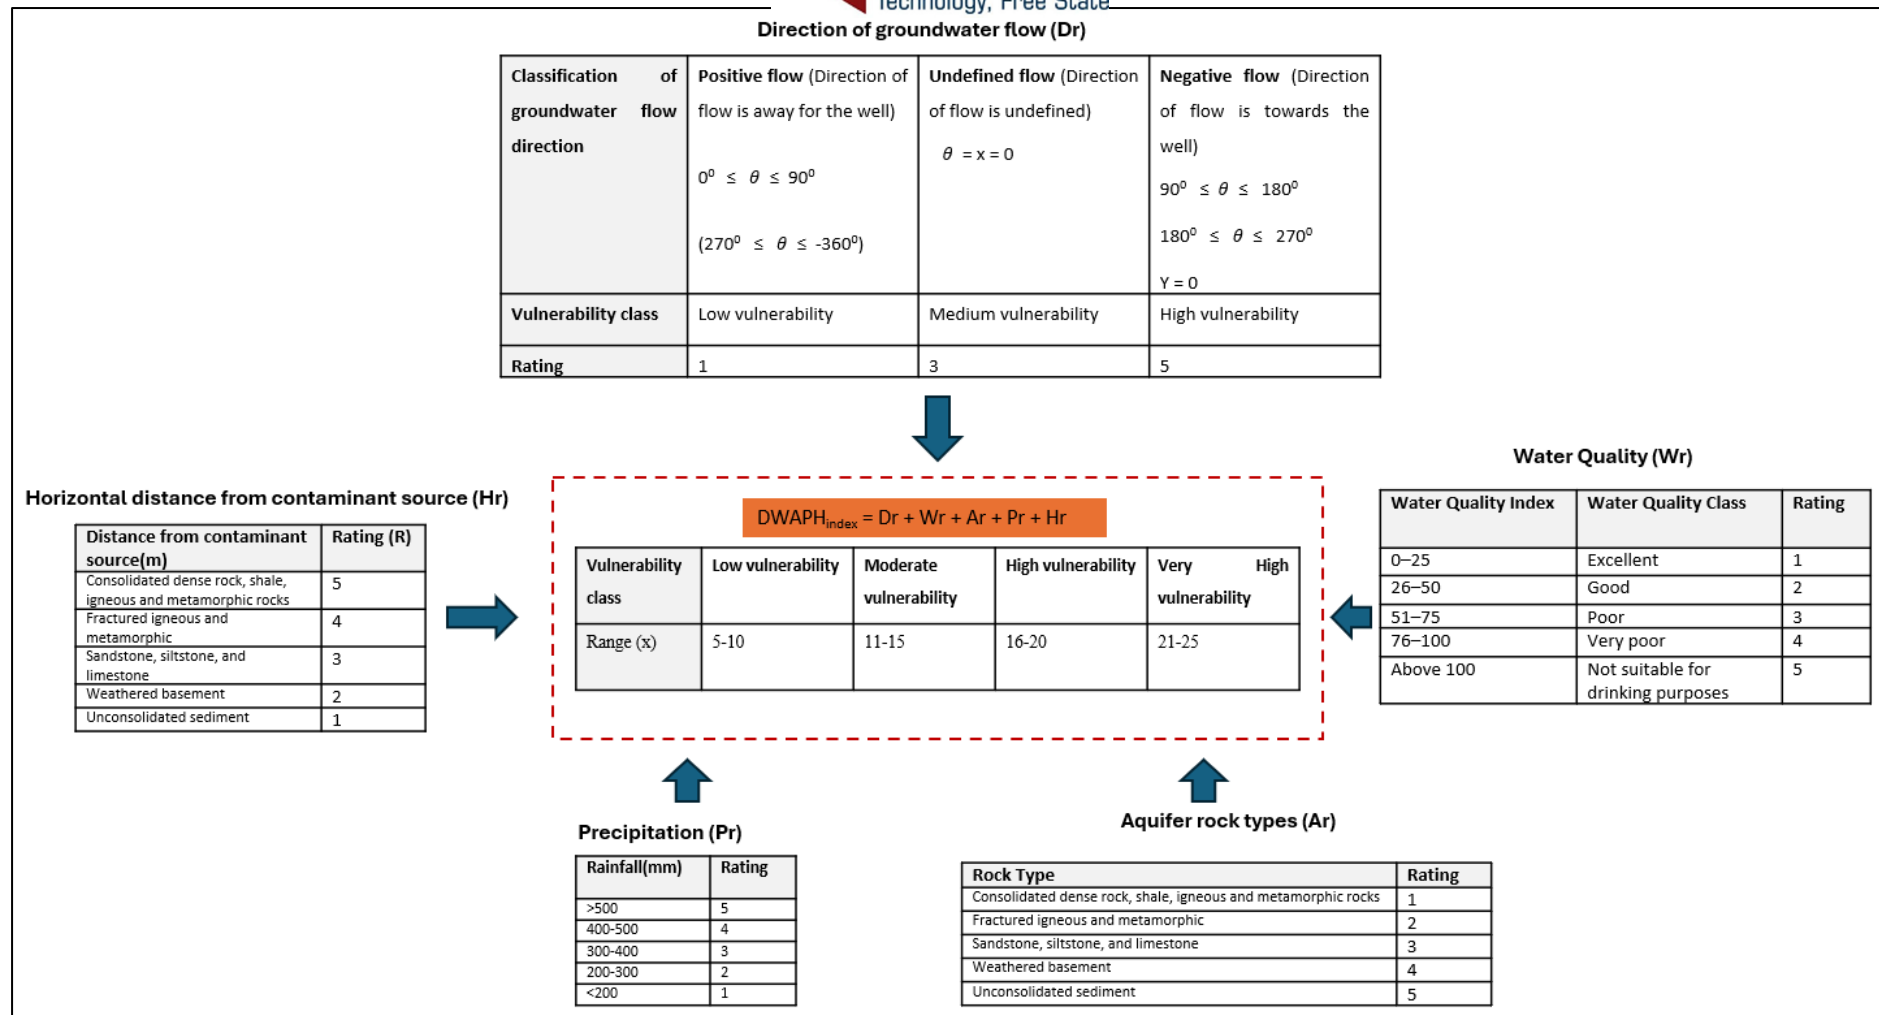 Technology, Free State
Direction of groundwater flow (Dr)
Classification of groundwater flow direction
Positive flow (Direction of flow is away for the well)
0⁰ ≤ θ ≤ 90⁰
(270⁰ ≤ θ ≤ -360⁰)
Undefined flow (Direction of flow is undefined)
θ = x = 0
Negative flow (Direction of flow is towards the well)
90⁰ ≤ θ ≤ 180⁰
180⁰ ≤ θ ≤ 270⁰
Y = 0
Vulnerability class Low vulnerability Medium vulnerability High vulnerability
Rating 1 3 5
Horizontal distance from contaminant source (Hr)
Distance from contaminant source(m) Rating (R)
Consolidated dense rock, shale, igneous and metamorphic rocks 5
Fractured igneous and metamorphic 4
Sandstone, siltstone, and limestone 3
Weathered basement 2
Unconsolidated sediment 1
DWAPHindex = Dr + Wr + Ar + Pr + Hr
Vulnerability class Low vulnerability Moderate vulnerability High vulnerability Very High vulnerability
Range (x) 5-10 11-15 16-20 21-25
Water Quality (Wr)
Water Quality Index Water Quality Class Rating
0–25 Excellent 1
26–50 Good 2
51–75 Poor 3
76–100 Very poor 4
Above 100 Not suitable for drinking purposes 5
Precipitation (Pr)
Rainfall(mm) Rating
>500 5
400-500 4
300-400 3
200-300 2
<200 1
Aquifer rock types (Ar)
Rock Type Rating
Consolidated dense rock, shale, igneous and metamorphic rocks 1
Fractured igneous and metamorphic 2
Sandstone, siltstone, and limestone 3
Weathered basement 4
Unconsolidated sediment 5